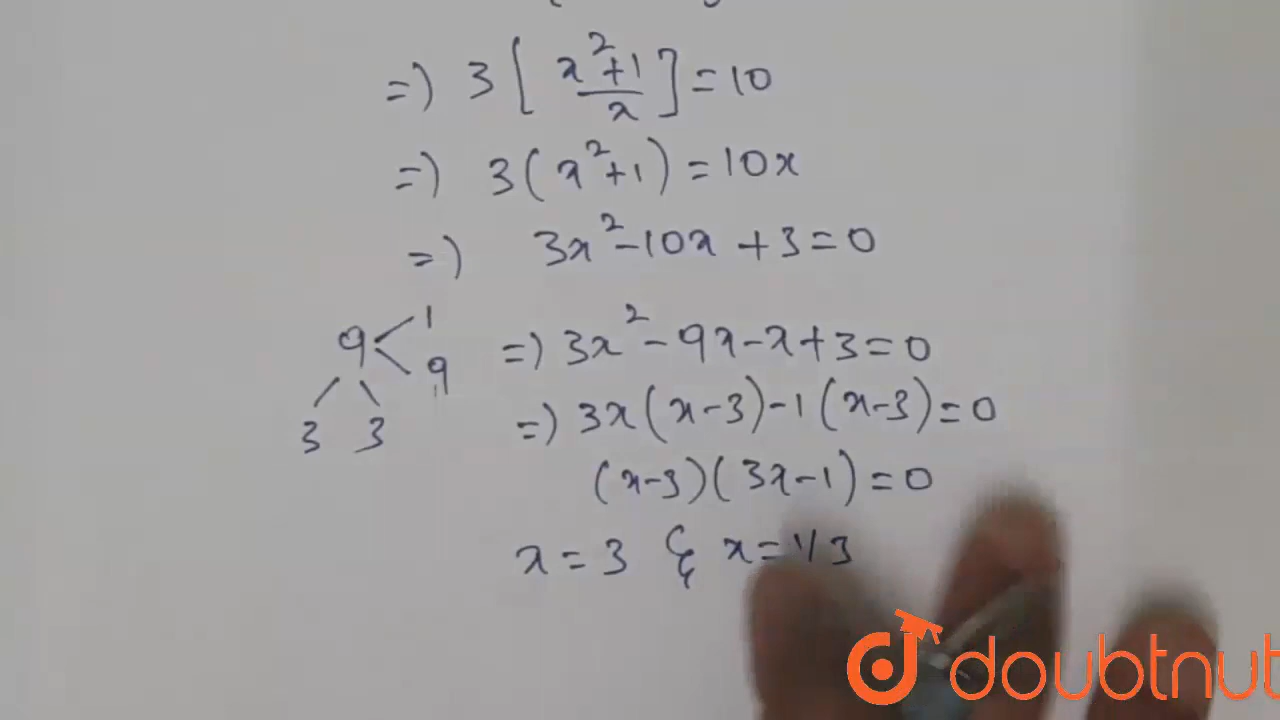 =) 3 [ x²+1 / x ] = 10
=) 3 ( x²+1 ) = 10x
=) 3x² - 10x + 3 = 0
9 < 1 9
3 3
=) 3x² - 9x - x + 3 = 0
=) 3x ( x - 3 ) - 1 ( x - 3 ) = 0
( x - 3 ) ( 3x - 1 ) = 0
x = 3 & x = 1/3
doubtnut